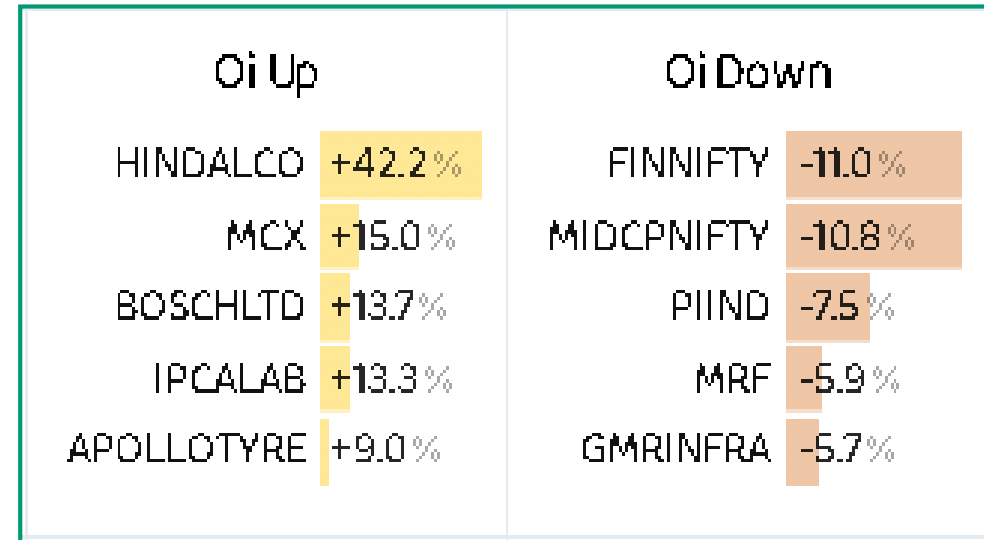 Oi Up
HINDALCO +42.2%
MCX +15.0%
BOSCHLTD +13.7%
IPCALAB +13.3%
APOLLOTYRE +9.0%
Oi Down
FINNIFTY -11.0%
MIDCPNIFTY -10.8%
PIIND -7.5%
MRF -5.9%
GMRINFRA -5.7%